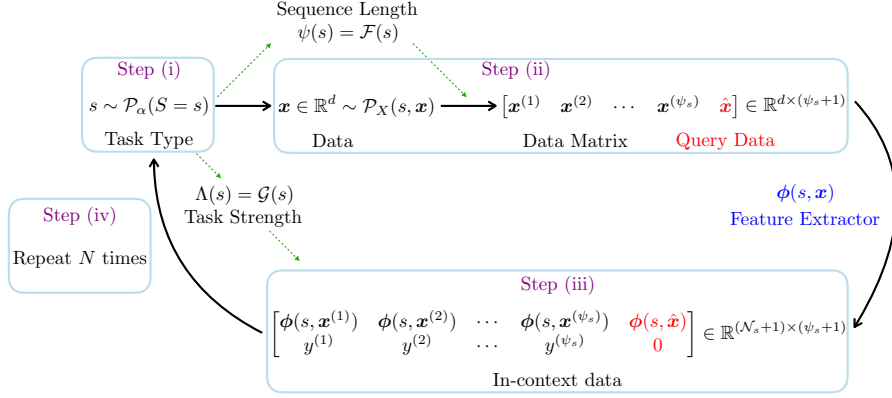 Sequence Length
ψ(s) = F(s)
Step (i)
s ∼ P_α(S = s)
Task Type
Step (ii)
x ∈ ℝ^d ∼ P_X(s, x)
Data
[x^(1) x^(2) ⋯ x^(ψ_s) x̂] ∈ ℝ^{d×(ψ_s+1)}
Data Matrix
Query Data
Λ(s) = G(s)
Task Strength
ϕ(s, x)
Feature Extractor
Step (iv)
Repeat N times
Step (iii)
[ϕ(s, x^(1)) ϕ(s, x^(2)) ⋯ ϕ(s, x^(ψ_s)) ϕ(s, x̂)
y^(1) y^(2) ⋯ y^(ψ_s) 0] ∈ ℝ^{(N_s+1)×(ψ_s+1)}
In-context data